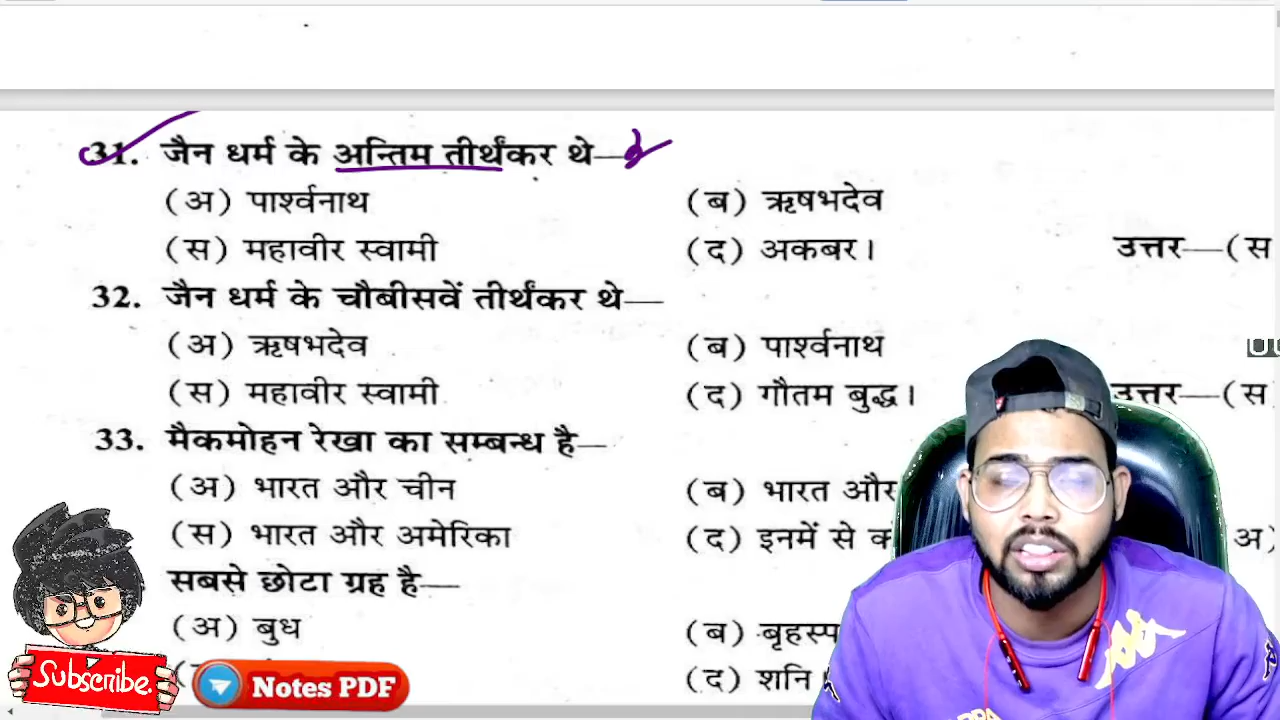 31. जैन धर्म के अन्तिम तीर्थंकर थे—
(अ) पार्श्वनाथ (ब) ऋषभदेव
(स) महावीर स्वामी (द) अकबर। उत्तर—(स
32. जैन धर्म के चौबीसवें तीर्थंकर थे—
(अ) ऋषभदेव (ब) पार्श्वनाथ
(स) महावीर स्वामी (द) गौतम बुद्ध। उत्तर—(स
33. मैकमोहन रेखा का सम्बन्ध है—
(अ) भारत और चीन (ब) भारत और
(स) भारत और अमेरिका (द) इनमें से अ)
सबसे छोटा ग्रह है—
(अ) बुध (ब) बृहस्प
(द) शनि
Subscribe.
Notes PDF